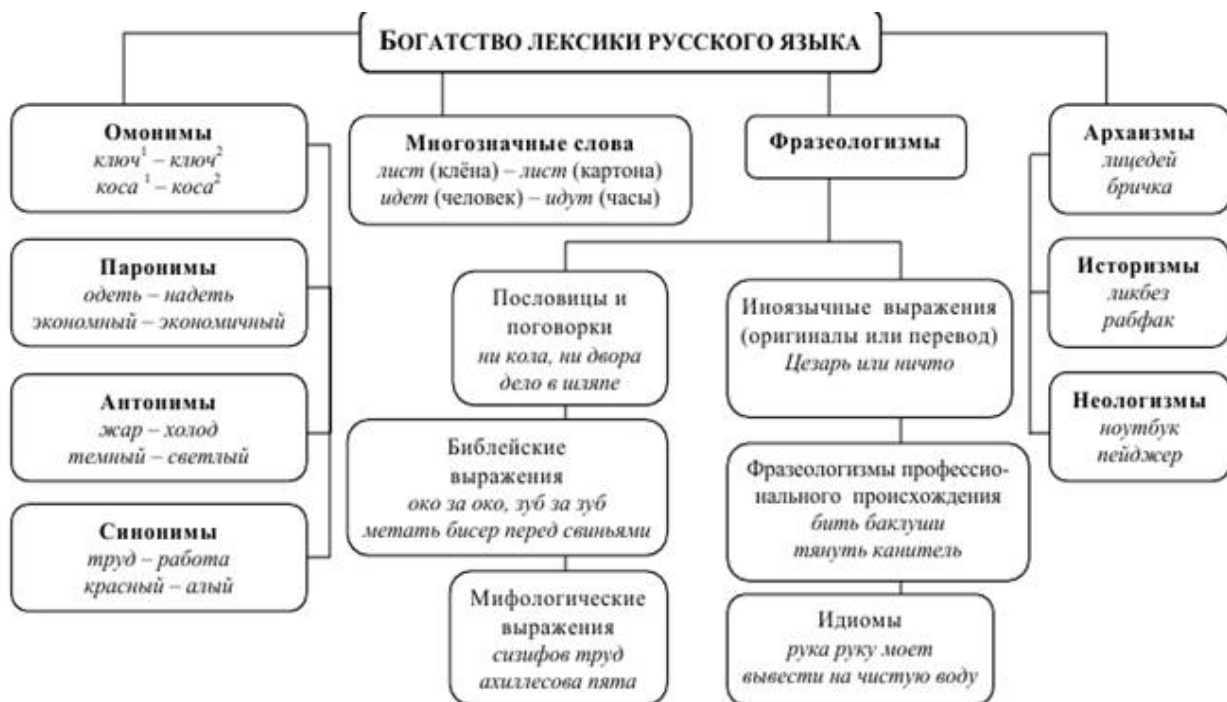 БОГАТСТВО ЛЕКСИКИ РУССКОГО ЯЗЫКА
Омонимы
ключ¹ – ключ²
коса ¹ – коса²
Паронимы
одеть – надеть
экономный – экономичный
Антонимы
жар – холод
темный – светлый
Синонимы
труд – работа
красный – алый
Многозначные слова
лист (клёна) – лист (картона)
идет (человек) – идут (часы)
Фразеологизмы
Пословицы и
поговорки
ни кола, ни двора
дело в шляпе
Библейские
выражения
око за око, зуб за зуб
метать бисер перед свиньями
Мифологические
выражения
сизифов труд
ахиллесова пята
Иноязычные выражения
(оригиналы или перевод)
Цезарь или ничто
Фразеологизмы профессио-
нального происхождения
бить баклуши
тянуть канитель
Идиомы
рука руку моет
вывести на чистую воду
Архаизмы
лицедей
бричка
Историзмы
ликбез
рабфак
Неологизмы
ноутбук
пейджер